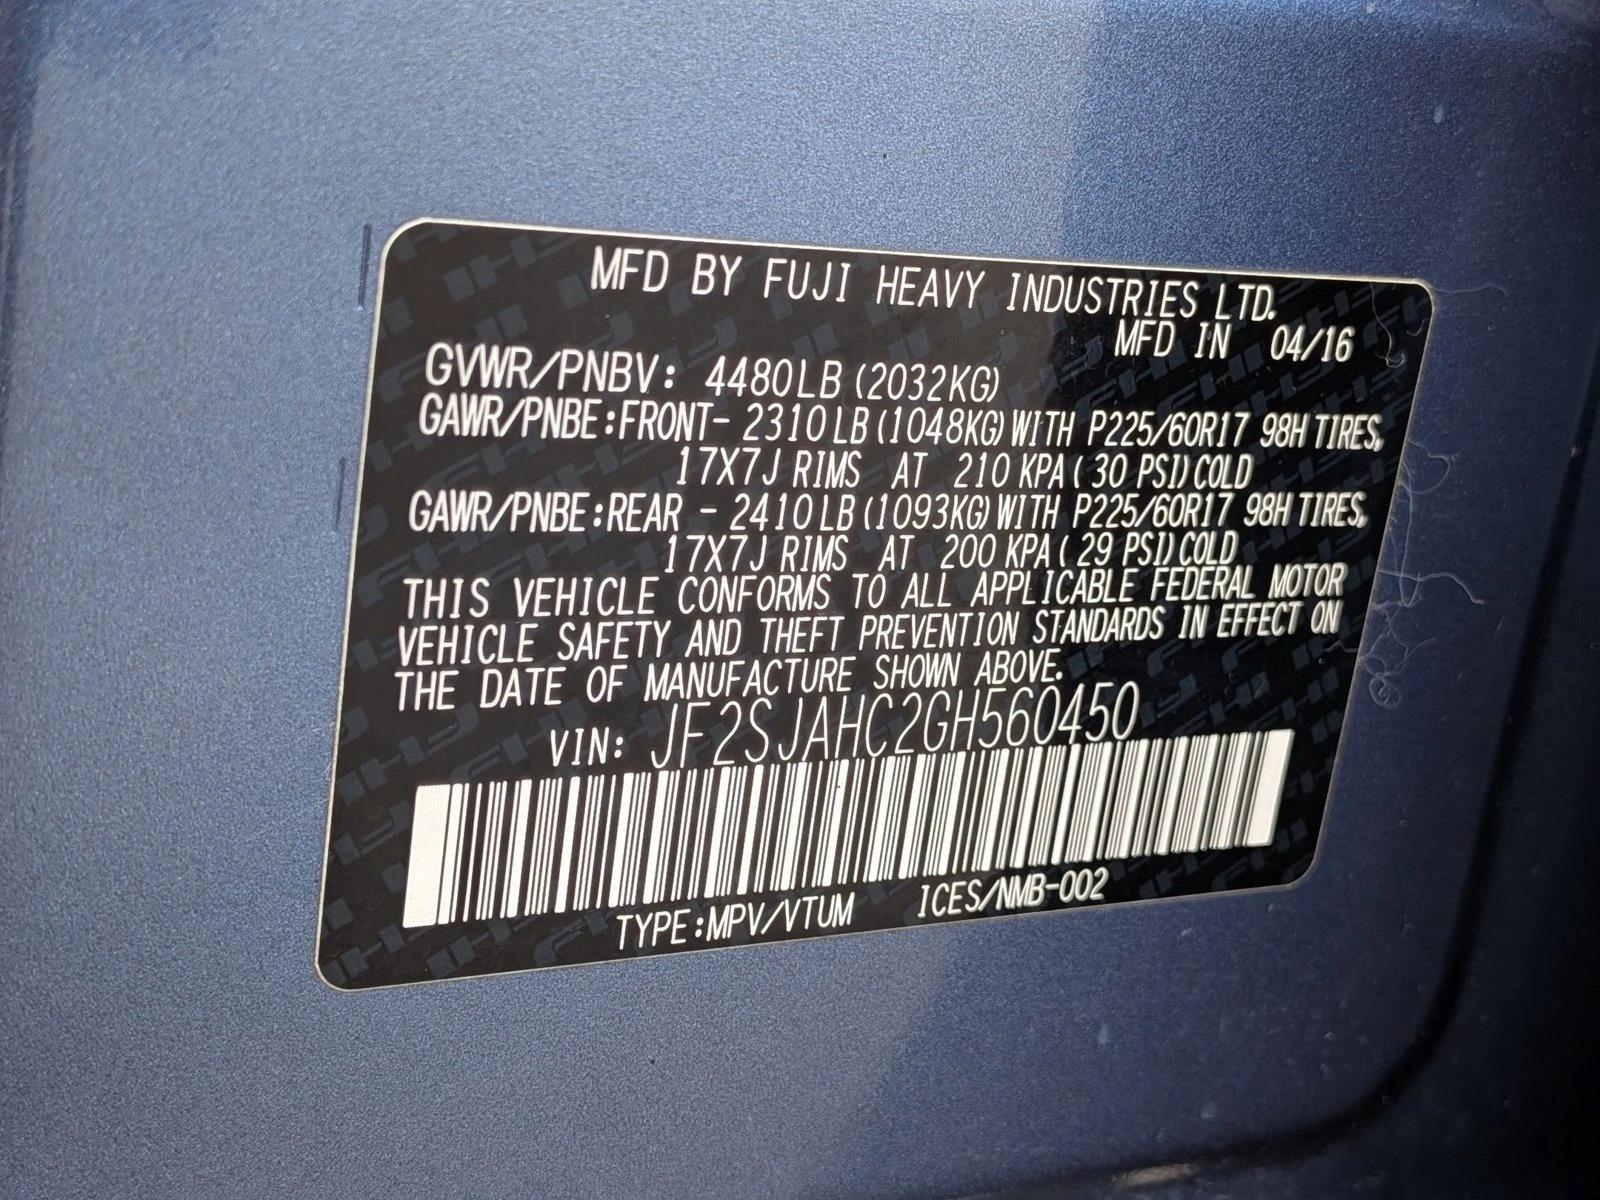 MFD BY FUJI HEAVY INDUSTRIES LTD.
MFD IN 04/16
GVWR/PNBV: 4480LB (2032KG)
GAWR/PNBE:FRONT- 2310LB (1048KG) WITH P225/60R17 98H TIRES,
17X7J RIMS AT 210 KPA ( 30 PSI) COLD
GAWR/PNBE:REAR - 2410LB (1093KG) WITH P225/60R17 98H TIRES,
17X7J RIMS AT 200 KPA ( 29 PSI) COLD
THIS VEHICLE CONFORMS TO ALL APPLICABLE FEDERAL MOTOR
VEHICLE SAFETY AND THEFT PREVENTION STANDARDS IN EFFECT ON
THE DATE OF MANUFACTURE SHOWN ABOVE.
VIN: JF2SJAHC2GH560450
TYPE:MPV/VTUM ICES/NMB-002